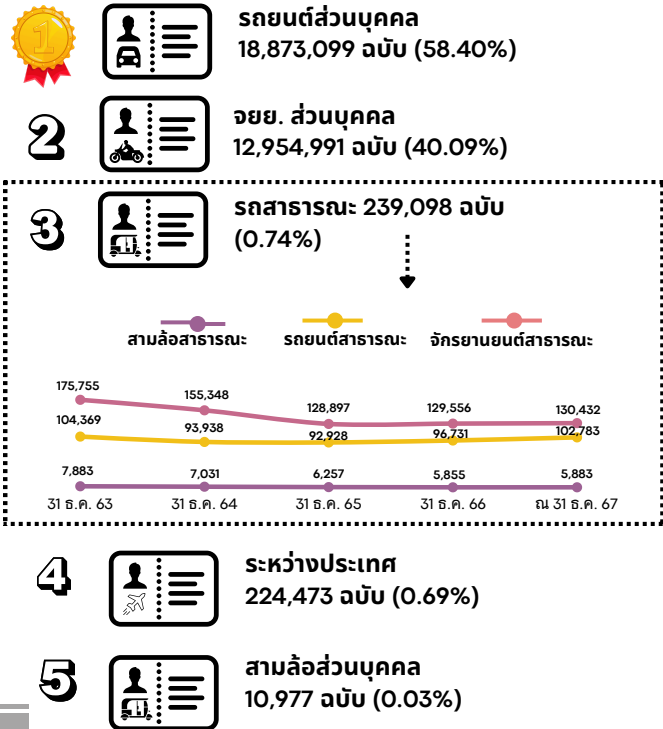 1
รถยนต์ส่วนบุคคล
18,873,099 ฉบับ (58.40%)
2
จยย. ส่วนบุคคล
12,954,991 ฉบับ (40.09%)
3
รถสาธารณะ 239,098 ฉบับ
(0.74%)
สามล้อสาธารณะ รถยนต์สาธารณะ จักรยานยนต์สาธารณะ
175,755 155,348 128,897 129,556 130,432
104,369 93,938 92,928 96,731 102,783
7,883 7,031 6,257 5,855 5,883
31 ธ.ค. 63 31 ธ.ค. 64 31 ธ.ค. 65 31 ธ.ค. 66 ณ 31 ธ.ค. 67
4
ระหว่างประเทศ
224,473 ฉบับ (0.69%)
5
สามล้อส่วนบุคคล
10,977 ฉบับ (0.03%)